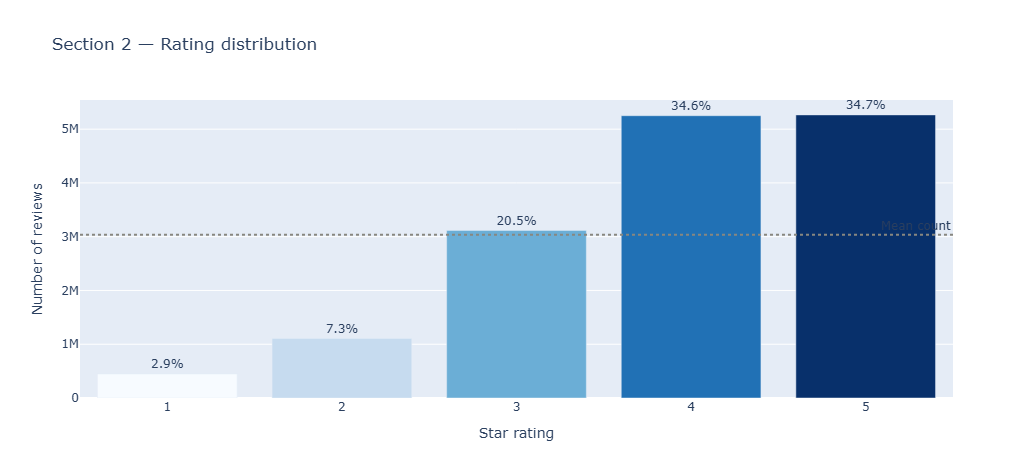 Section 2 — Rating distribution
Number of reviews
5M
4M
3M
2M
1M
0
2.9%
7.3%
20.5%
34.6%
34.7%
Mean count
1 2 3 4 5
Star rating